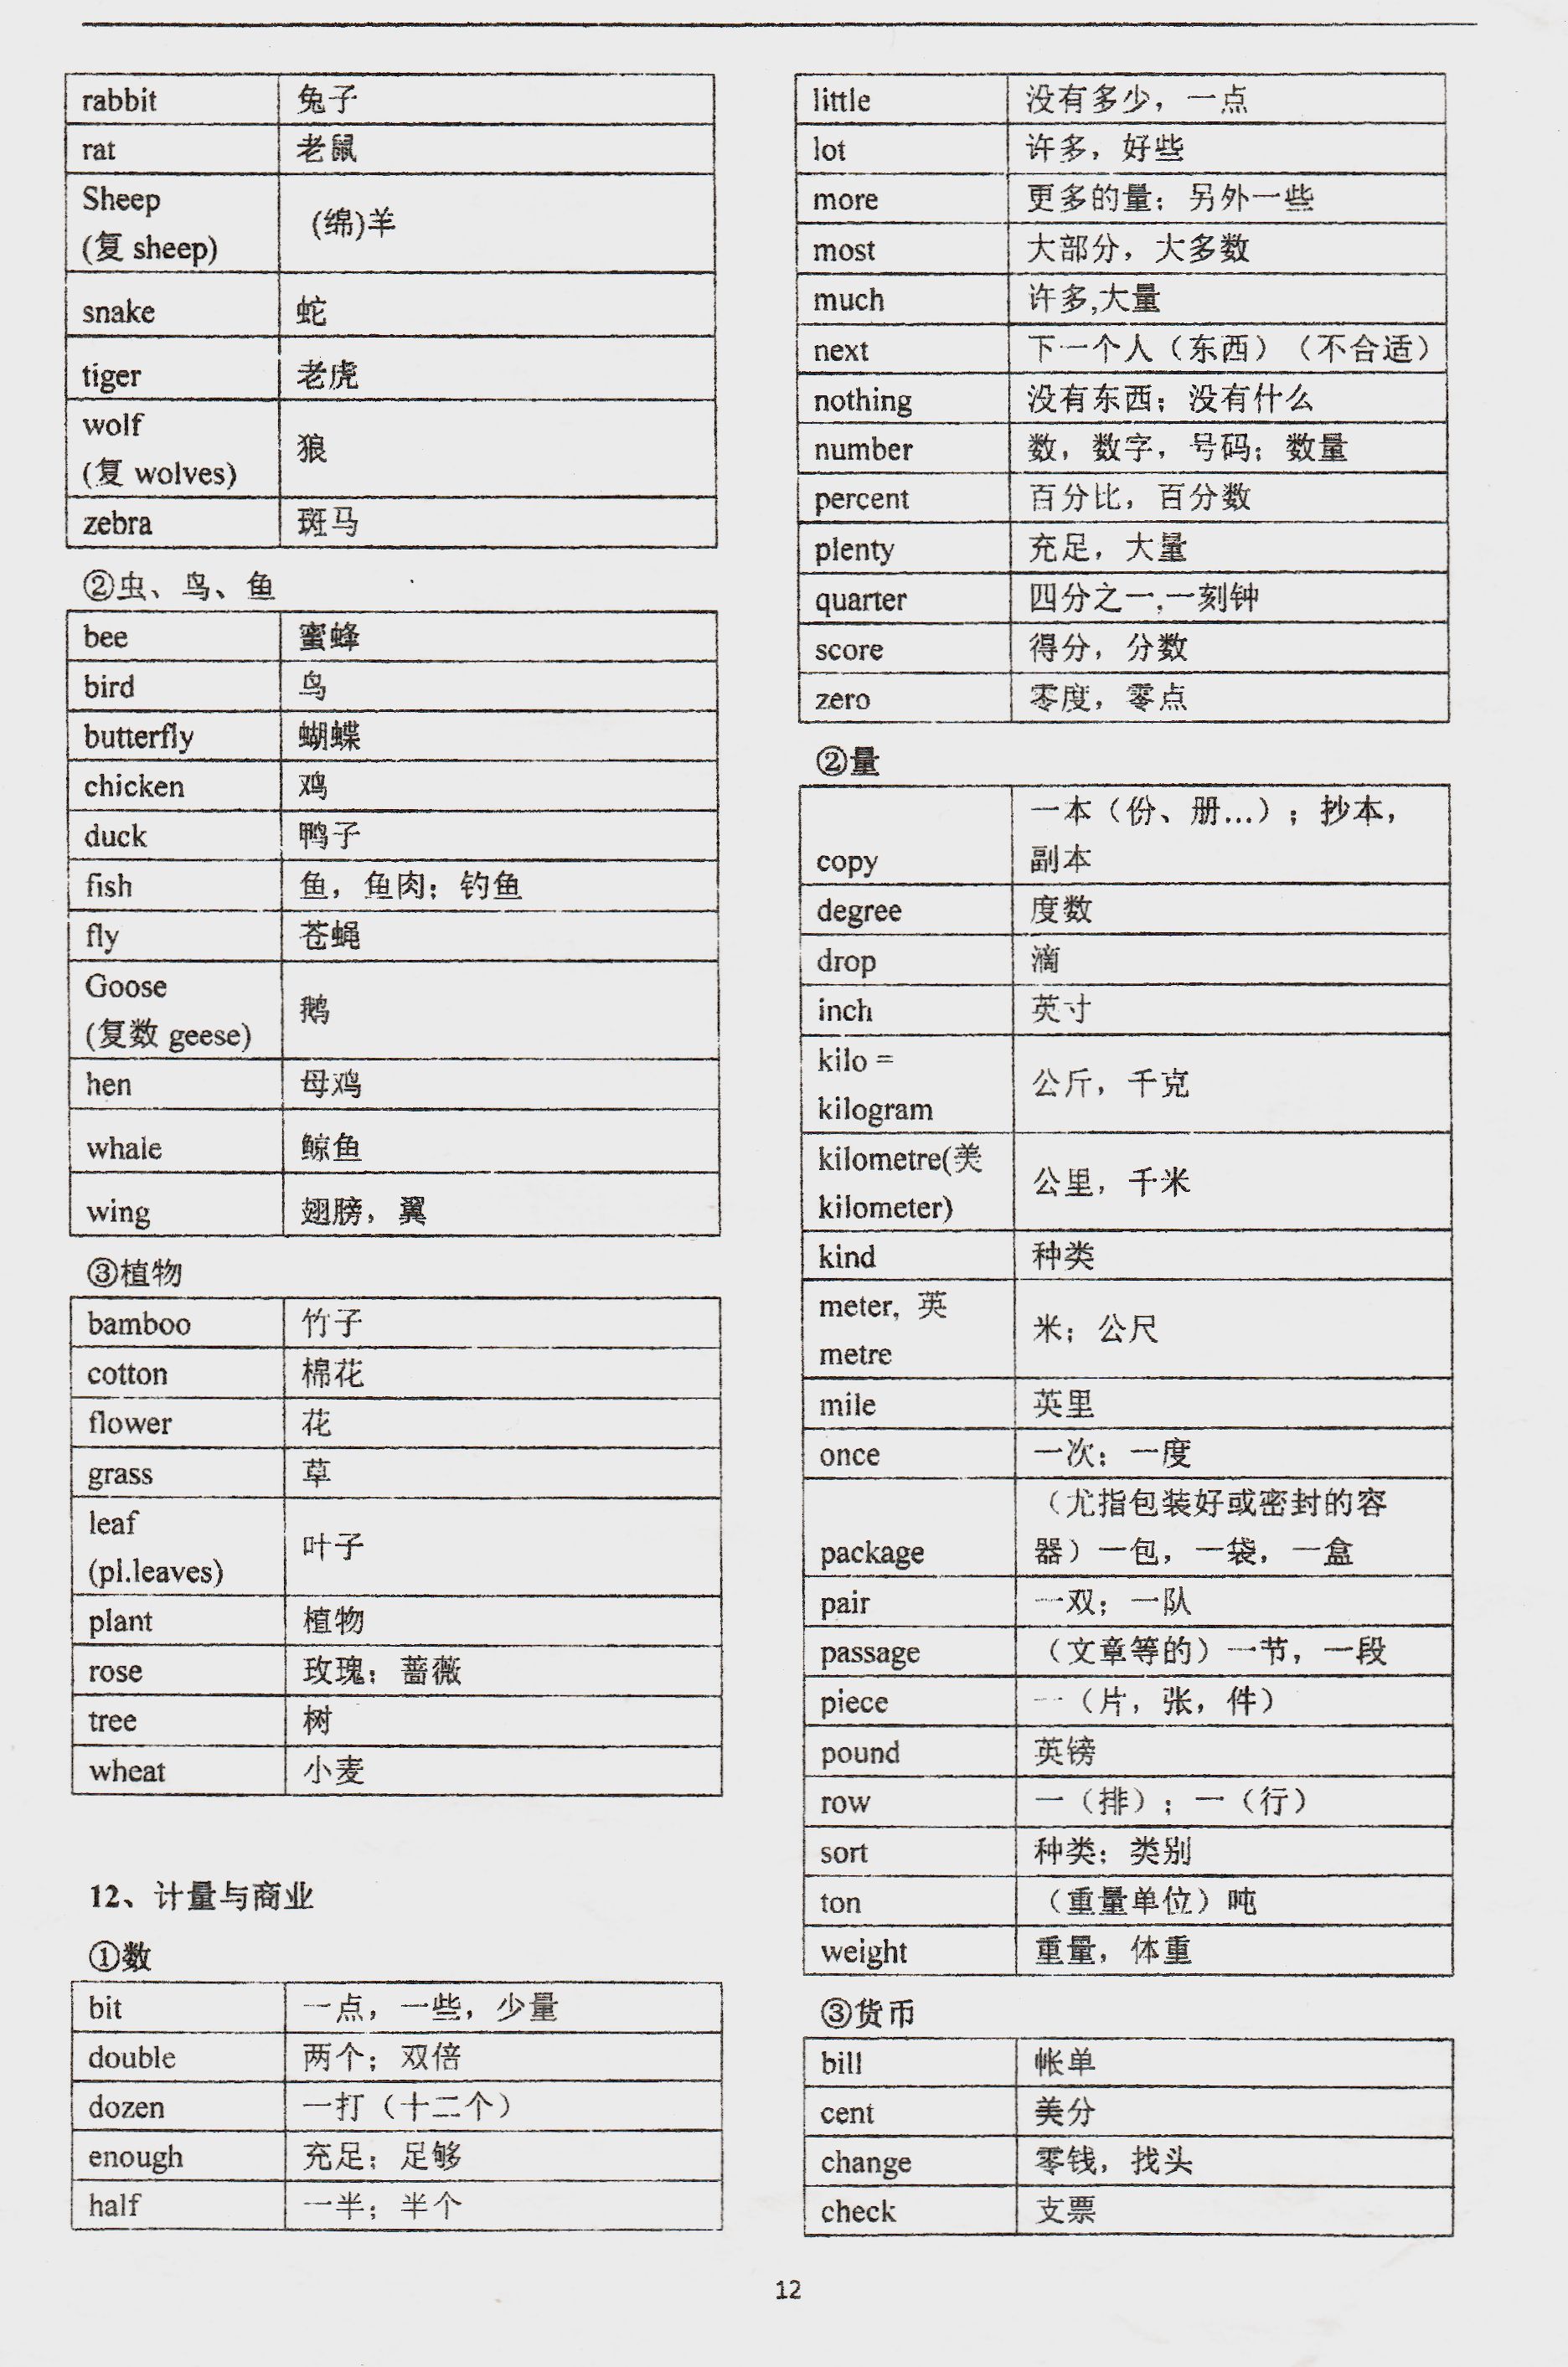 rabbit 兔子
rat 老鼠
Sheep
(绵)羊
(复 sheep)
snake 蛇
tiger 老虎
wolf
狼
(复 wolves)
zebra 斑马
②虫、鸟、鱼
bee 蜜蜂
bird 鸟
butterfly 蝴蝶
chicken 鸡
duck 鸭子
fish 鱼，鱼肉；钓鱼
fly 苍蝇
Goose
鹅
(复数 geese)
hen 母鸡
whale 鲸鱼
wing 翅膀，翼
③植物
bamboo 竹子
cotton 棉花
flower 花
grass 草
leaf
叶子
(pl.leaves)
plant 植物
rose 玫瑰；蔷薇
tree 树
wheat 小麦
12、计量与商业
①数
bit 一点，一些，少量
double 两个；双倍
dozen 一打（十二个）
enough 充足；足够
half 一半；半个
little 没有多少，一点
lot 许多，好些
more 更多的量；另外一些
most 大部分，大多数
much 许多,大量
next 下一个人（东西）（不合适）
nothing 没有东西；没有什么
number 数，数字，号码；数量
percent 百分比，百分数
plenty 充足，大量
quarter 四分之一,一刻钟
score 得分，分数
zero 零度，零点
②量
一本（份、册...）；抄本，
copy 副本
degree 度数
drop 滴
inch 英寸
kilo =
公斤，千克
kilogram
kilometre(美
公里，千米
kilometer)
kind 种类
meter, 英
米；公尺
metre
mile 英里
once 一次；一度
（尤指包装好或密封的容
package 器）一包，一袋，一盒
pair 一双；一队
passage （文章等的）一节，一段
piece 一（片，张，件）
pound 英镑
row 一（排）；一（行）
sort 种类；类别
ton （重量单位）吨
weight 重量，体重
③货币
bill 帐单
cent 美分
change 零钱，找头
check 支票
12